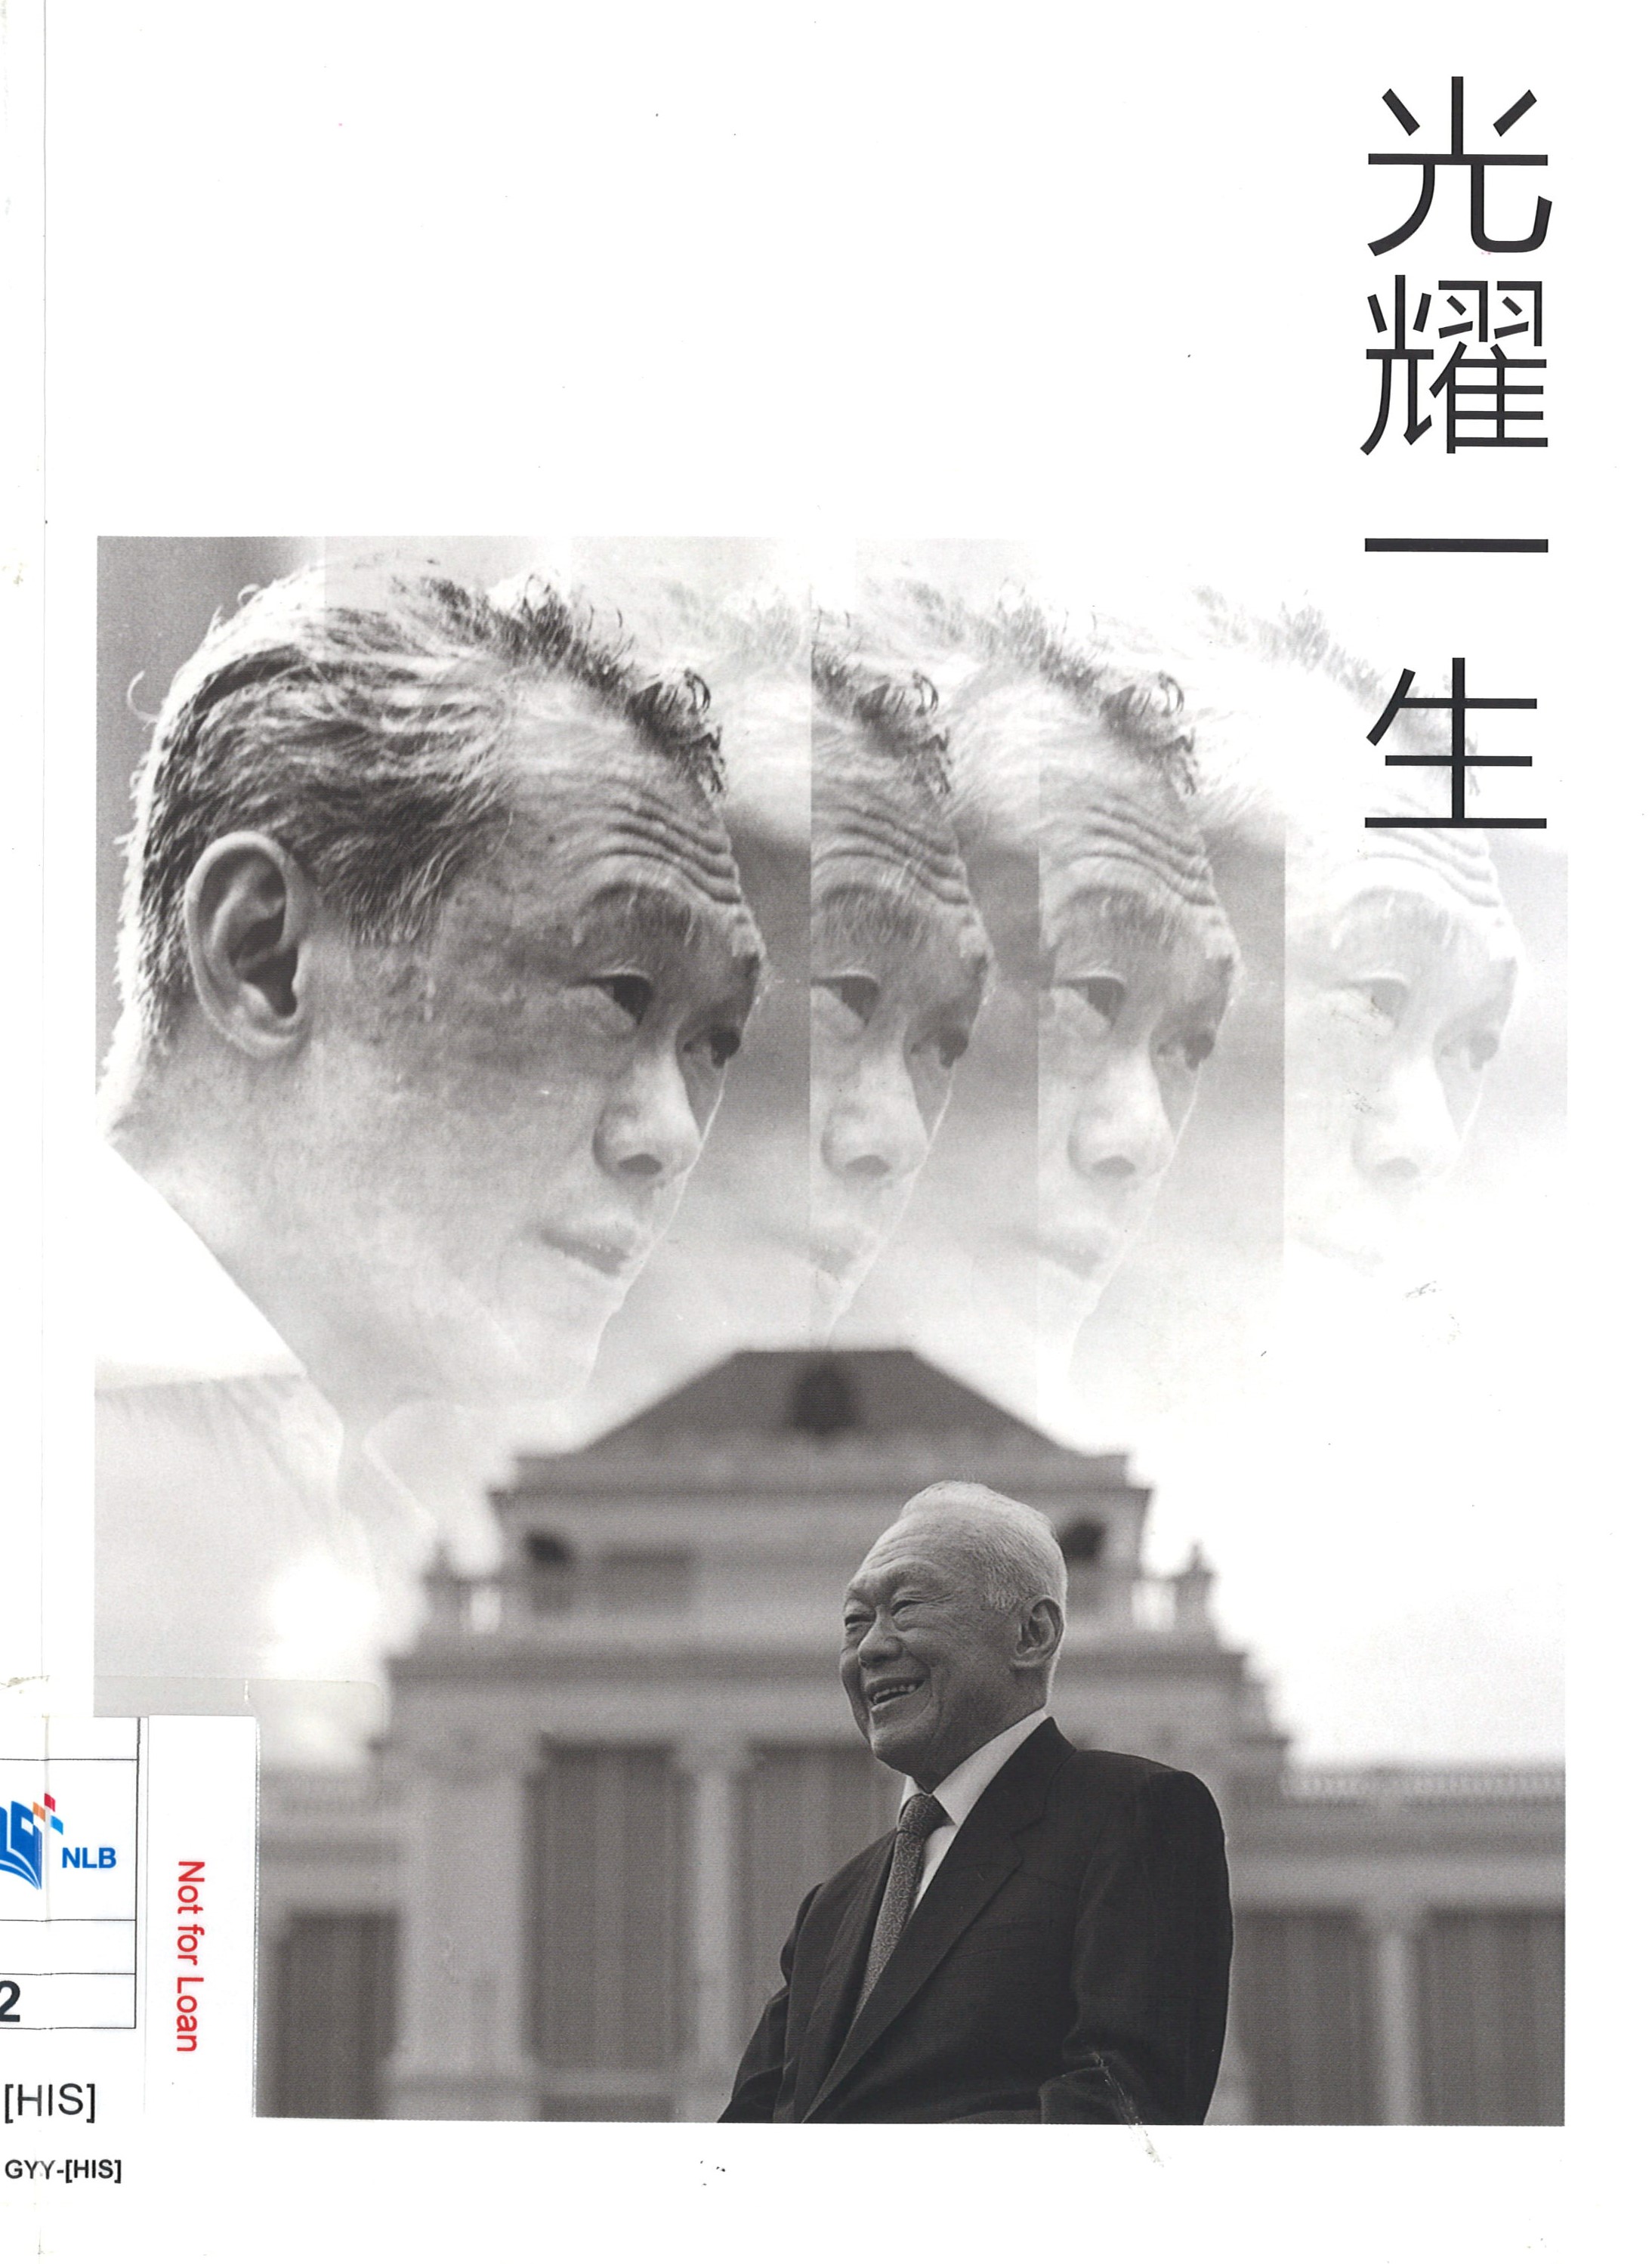 光耀一生
NLB
Not for Loan
2
[HIS]
GYY-[HIS]